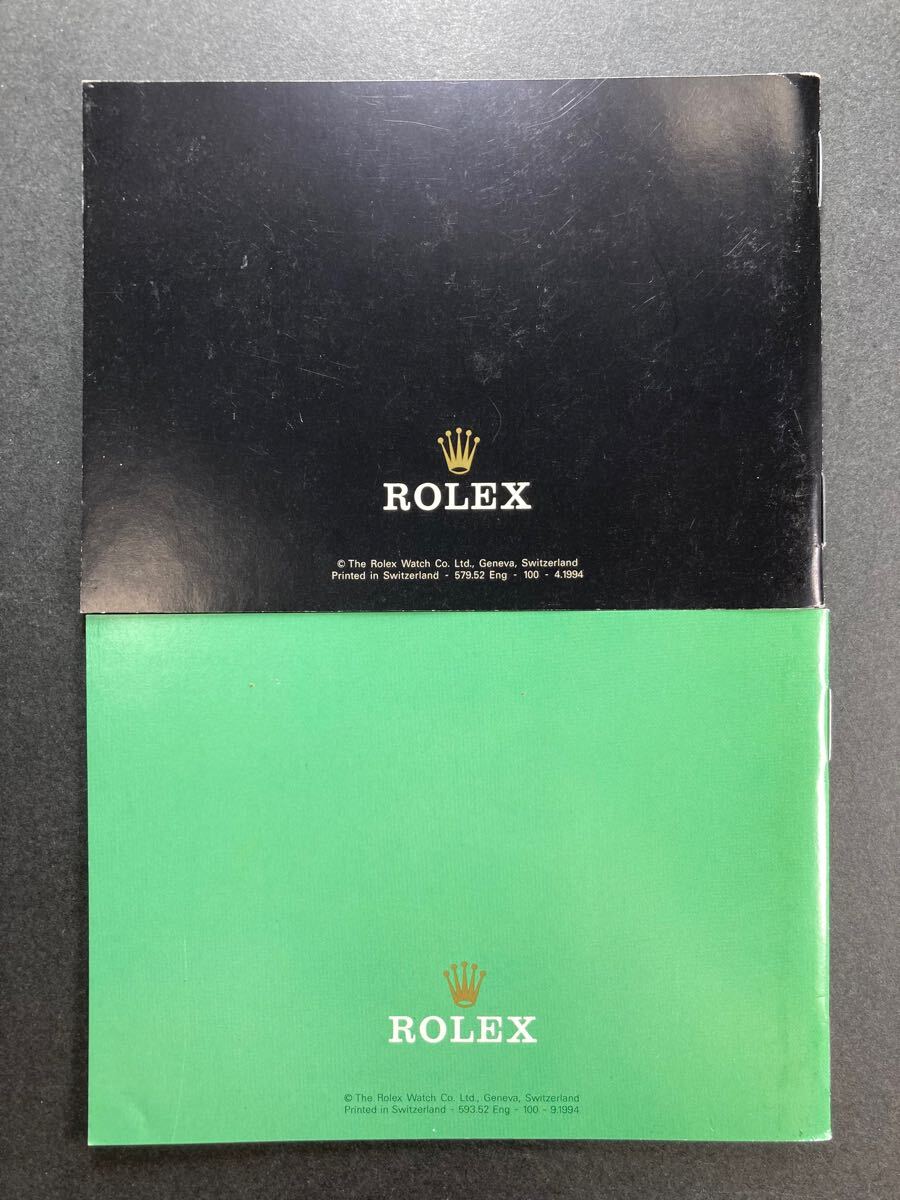 ROLEX
© The Rolex Watch Co. Ltd., Geneva, Switzerland
Printed in Switzerland - 579.52 Eng - 100 - 4.1994
ROLEX
© The Rolex Watch Co. Ltd., Geneva, Switzerland
Printed in Switzerland - 593.52 Eng - 100 - 9.1994